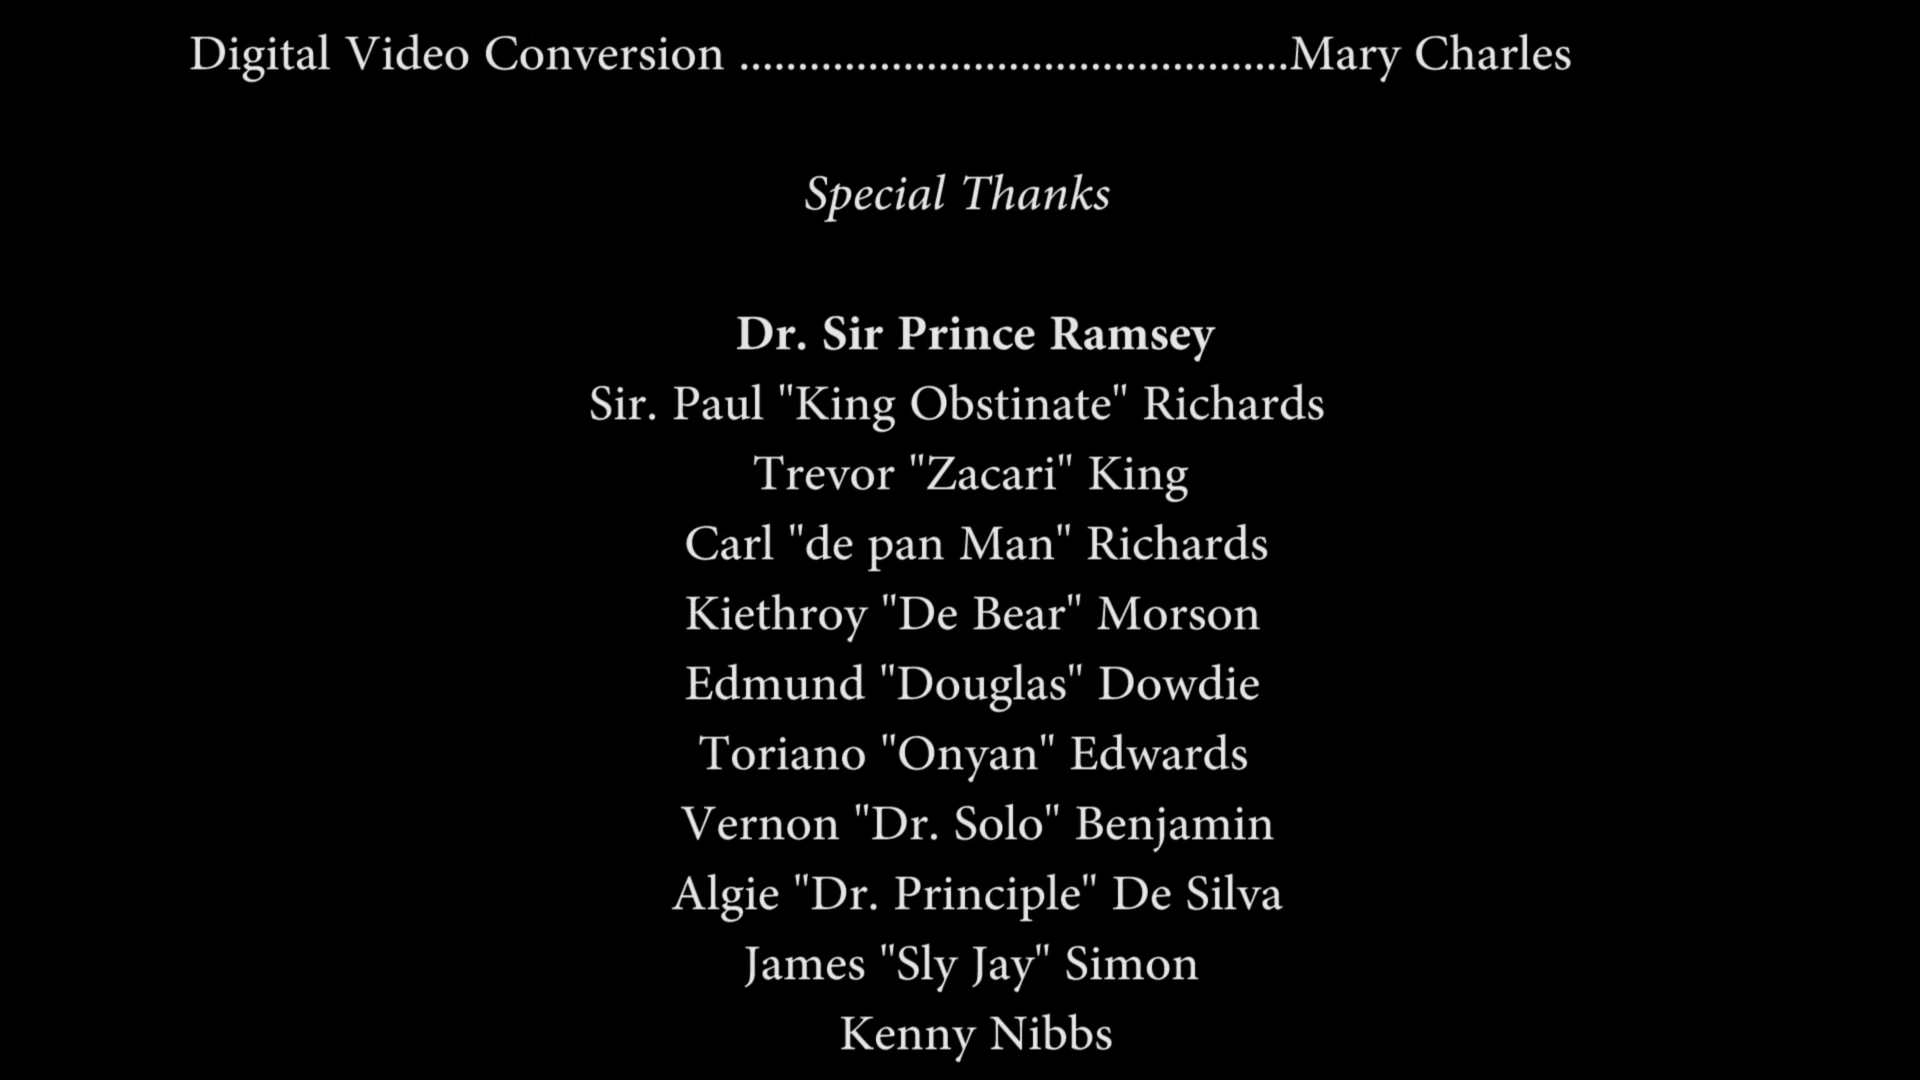 Digital Video Conversion ...............................................Mary Charles
Special Thanks
Dr. Sir Prince Ramsey
Sir. Paul "King Obstinate" Richards
Trevor "Zacari" King
Carl "de pan Man" Richards
Kiethroy "De Bear" Morson
Edmund "Douglas" Dowdie
Toriano "Onyan" Edwards
Vernon "Dr. Solo" Benjamin
Algie "Dr. Principle" De Silva
James "Sly Jay" Simon
Kenny Nibbs